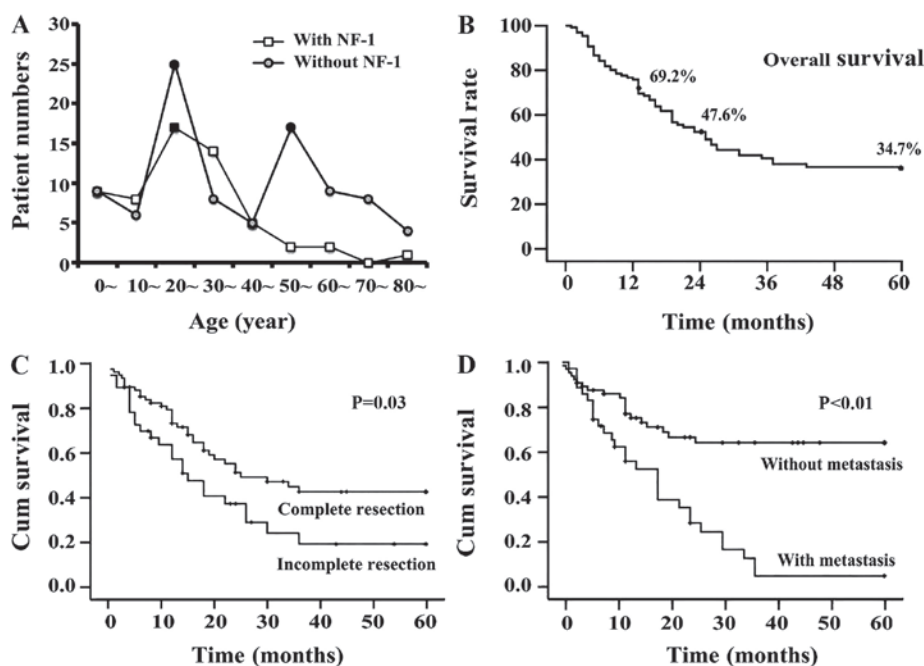 A
With NF-1
Without NF-1
Patient numbers
30
25
20
15
10
5
0
0~ 10~ 20~ 30~ 40~ 50~ 60~ 70~ 80~
Age (year)
B
Overall survival
69.2%
47.6%
34.7%
Survival rate
100
80
60
40
20
0
0 12 24 36 48 60
Time (months)
C
P=0.03
Complete resection
Incomplete resection
Cum survival
1.0
0.8
0.6
0.4
0.2
0.0
0 10 20 30 40 50 60
Time (months)
D
P<0.01
Without metastasis
With metastasis
Cum survival
1.0
0.8
0.6
0.4
0.2
0.0
0 10 20 30 40 50 60
Time (months)